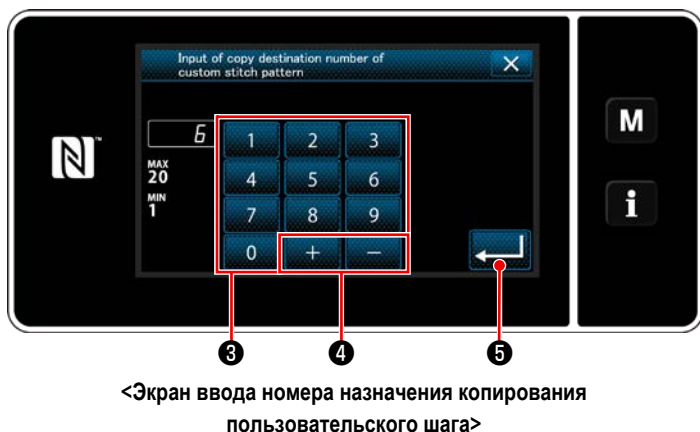 Input of copy destination number of
custom stitch pattern
6
1 2 3
MAX
20
4 5 6
MIN
1
7 8 9
0 + −
M
i
❸ ❹ ❺
<Экран ввода номера назначения копирования
пользовательского шага>